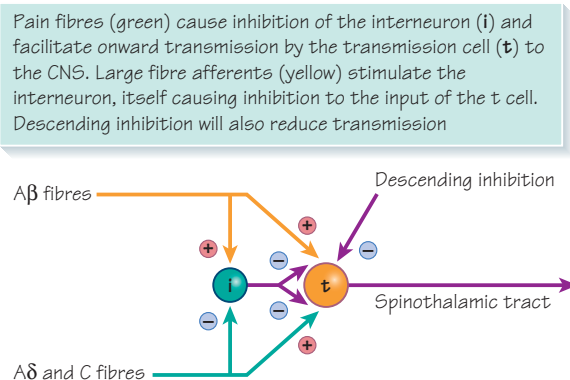 Pain fibres (green) cause inhibition of the interneuron (i) and
facilitate onward transmission by the transmission cell (t) to
the CNS. Large fibre afferents (yellow) stimulate the
interneuron, itself causing inhibition to the input of the t cell.
Descending inhibition will also reduce transmission
Descending inhibition
Aβ fibres
+
+
−
−
i
t
−
−
Spinothalamic tract
+
Aδ and C fibres